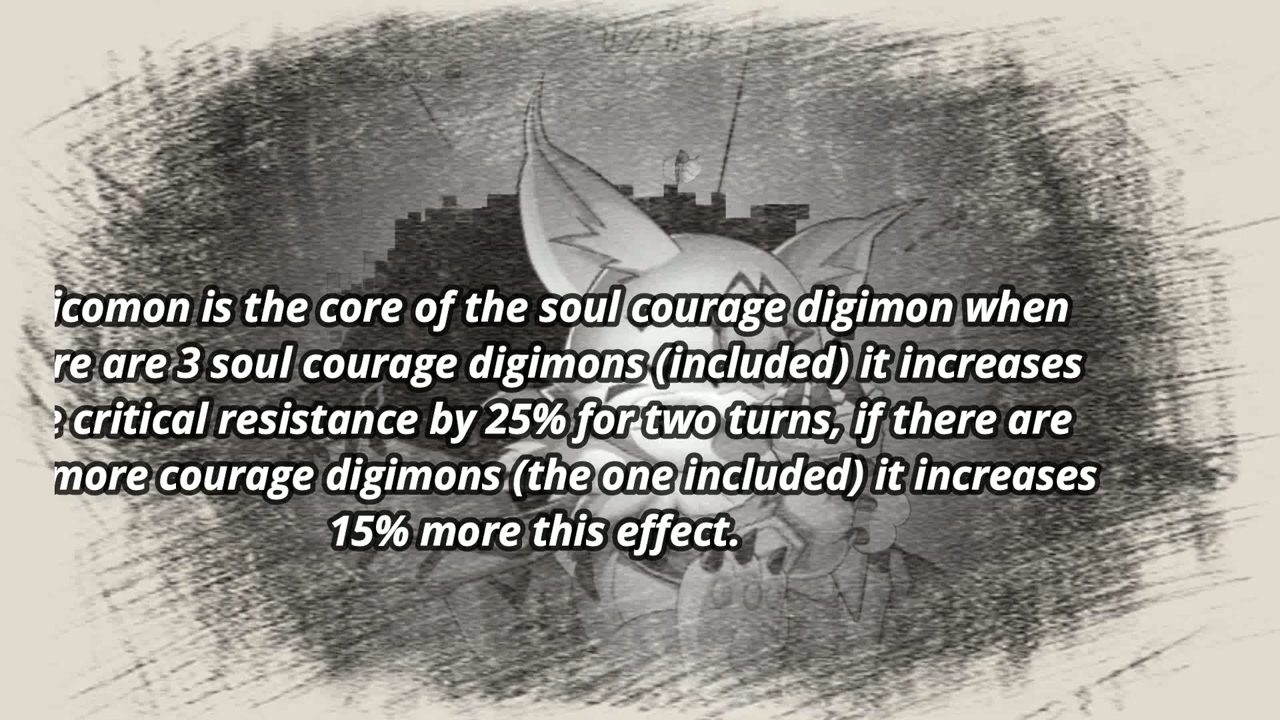 icomon is the core of the soul courage digimon when
re are 3 soul courage digimons (included) it increases
critical resistance by 25% for two turns, if there are
more courage digimons (the one included) it increases
15% more this effect.